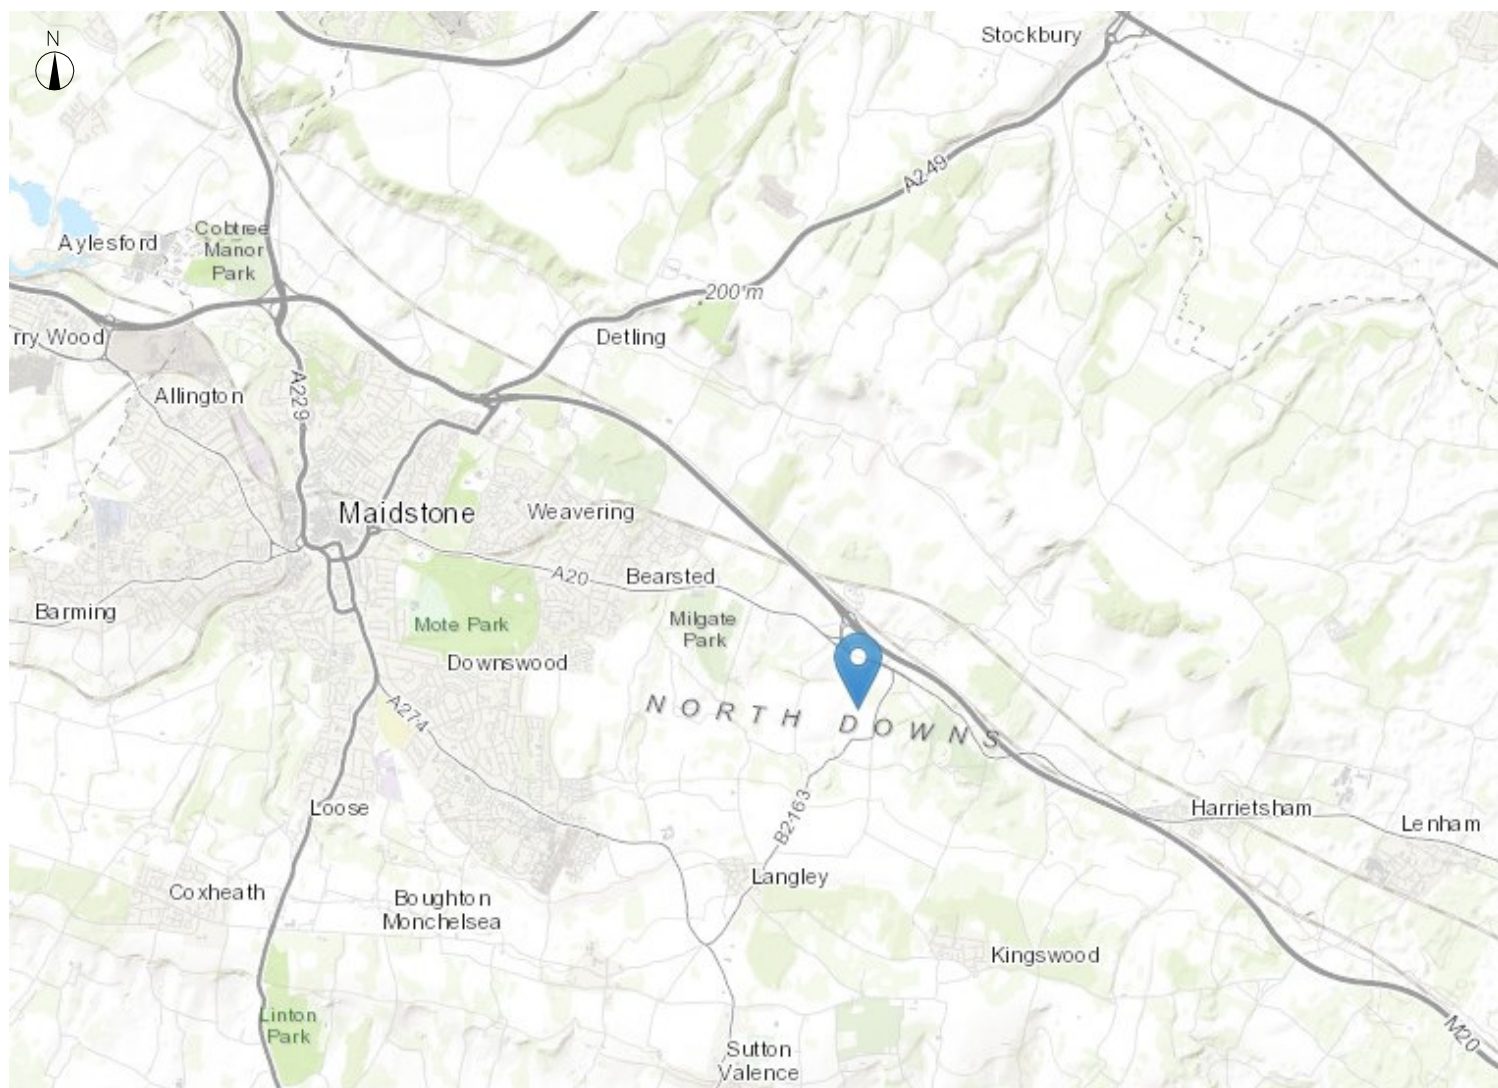 N
Stockbury
A249
Cobtree
Manor
Park
Aylesford
200'm
Detling
rry Wood
Allington
A229
Maidstone
Weavering
A20
Bearsted
Barming
Mote Park
Milgate
Park
Downswood
NORTH DOWNS
A274
Loose
B2163
Harrietsham
Lenham
Langley
Coxheath
Boughton
Monchelsea
Kingswood
Linton
Park
M20
Sutton
Valence